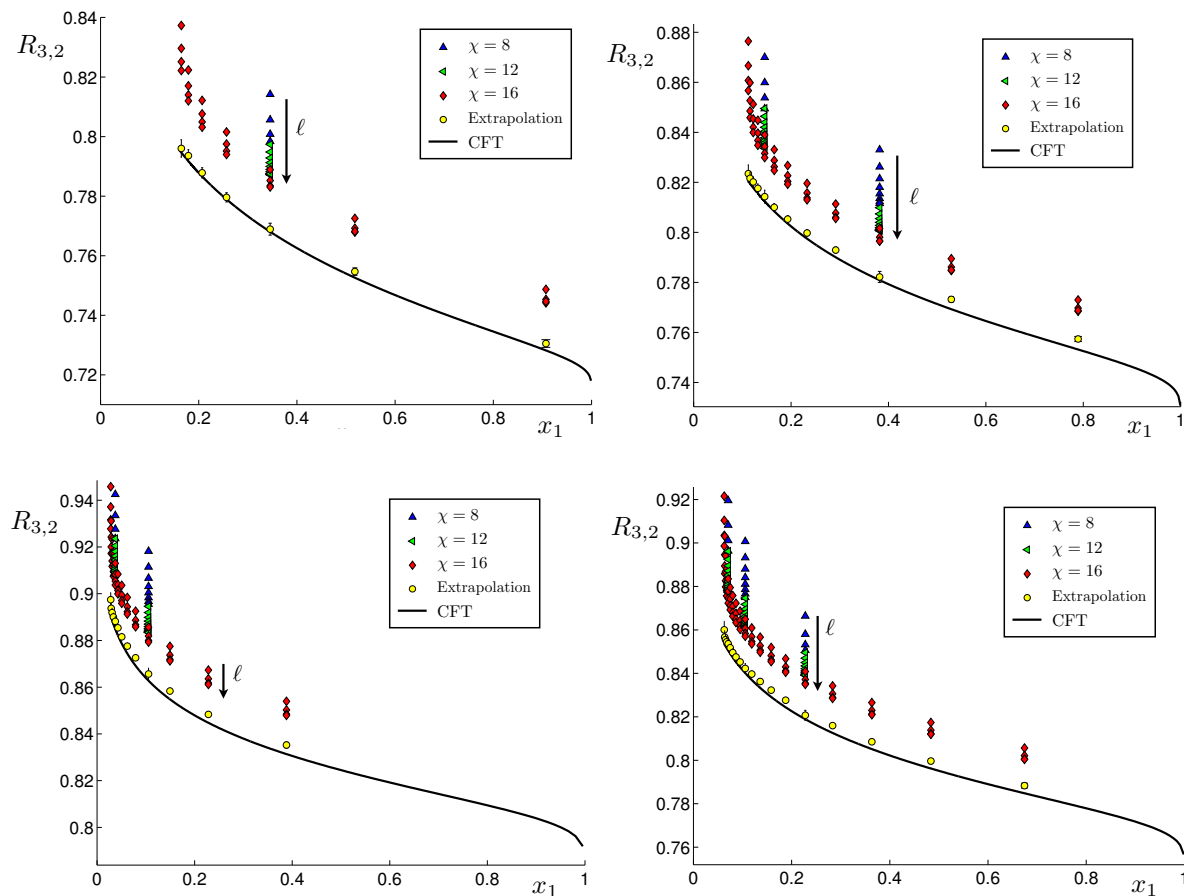 R3,2
0.84
0.82
0.8
0.78
0.76
0.74
0.72
0
0.2
0.4
0.6
0.8
1
x1
χ = 8
χ = 12
χ = 16
Extrapolation
CFT
ℓ
R3,2
0.88
0.86
0.84
0.82
0.8
0.78
0.76
0.74
0
0.2
0.4
0.6
0.8
1
x1
χ = 8
χ = 12
χ = 16
Extrapolation
CFT
ℓ
R3,2
0.94
0.92
0.9
0.88
0.86
0.84
0.82
0.8
0
0.2
0.4
0.6
0.8
1
x1
χ = 8
χ = 12
χ = 16
Extrapolation
CFT
ℓ
R3,2
0.92
0.9
0.88
0.86
0.84
0.82
0.8
0.78
0.76
0
0.2
0.4
0.6
0.8
1
x1
χ = 8
χ = 12
χ = 16
Extrapolation
CFT
ℓ